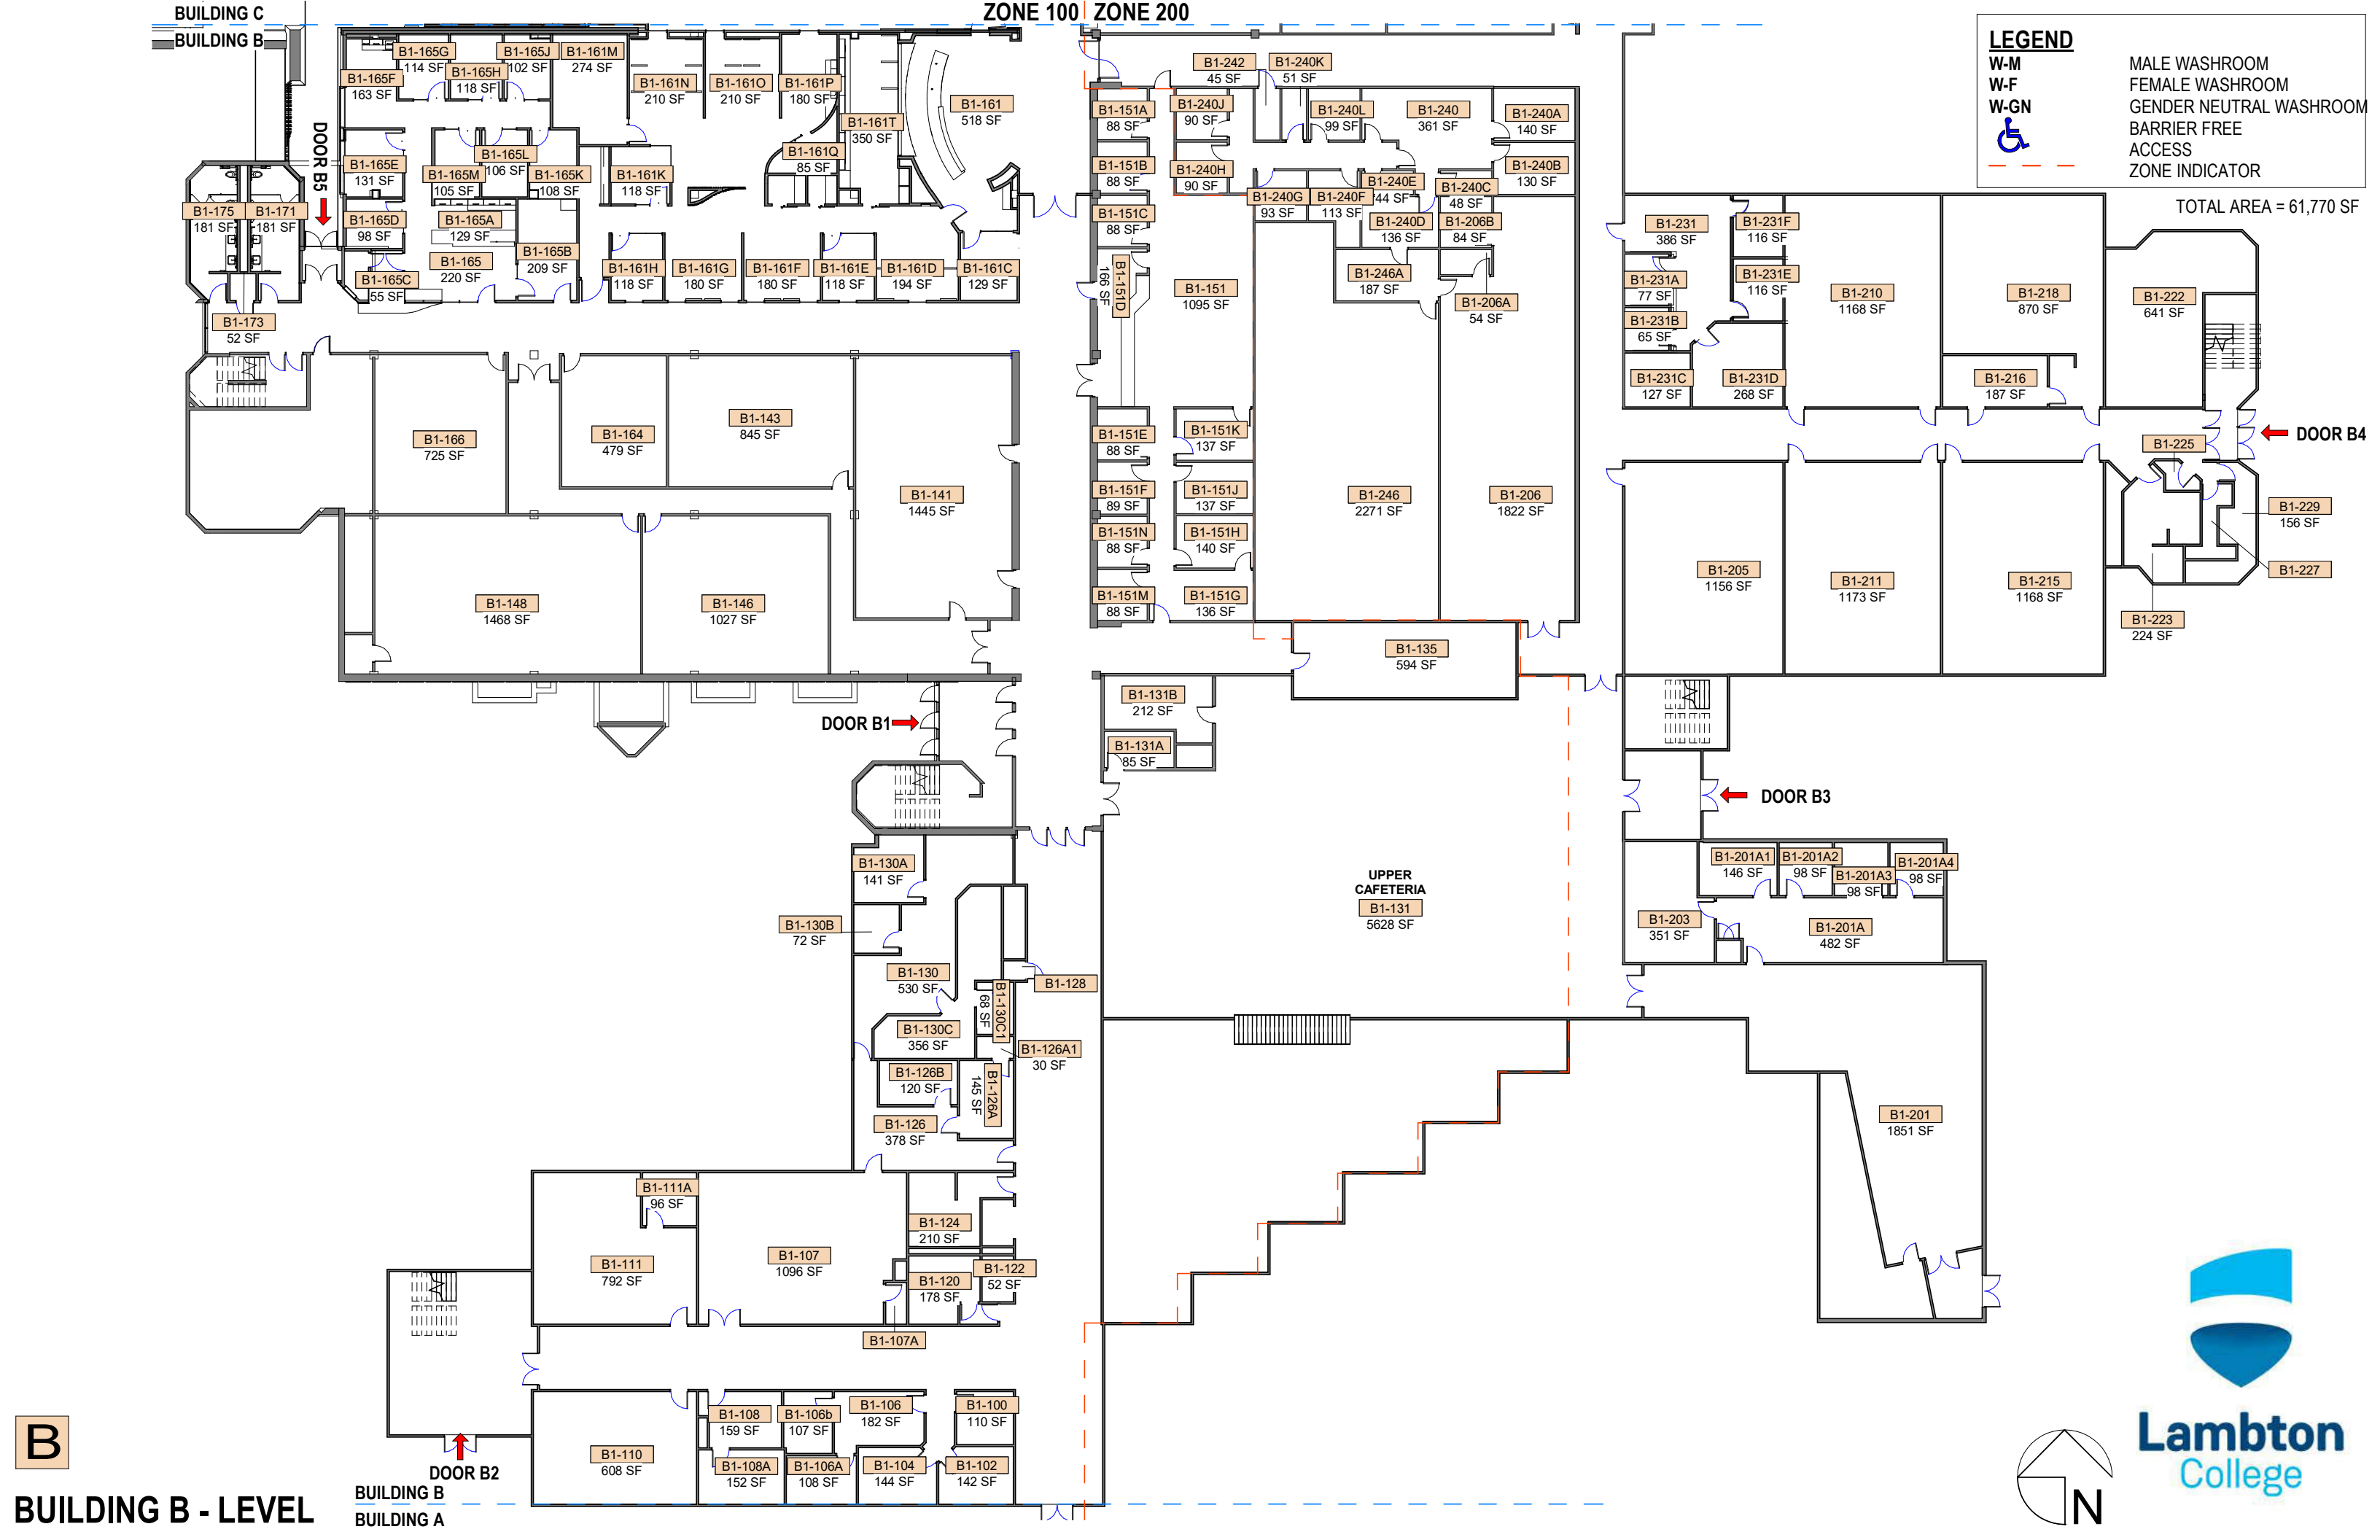 BUILDING C
BUILDING B
ZONE 100
ZONE 200
LEGEND
W-M MALE WASHROOM
W-F FEMALE WASHROOM
W-GN GENDER NEUTRAL WASHROOM
BARRIER FREE
ACCESS
ZONE INDICATOR
TOTAL AREA = 61,770 SF
B1-165G
114 SF
B1-165J
102 SF
B1-161M
274 SF
B1-165F
163 SF
B1-165H
118 SF
B1-161N
210 SF
B1-161O
210 SF
B1-161P
180 SF
B1-161
518 SF
B1-161T
350 SF
DOOR B5
B1-165E
131 SF
B1-165L
106 SF
B1-165M
105 SF
B1-165K
108 SF
B1-161K
118 SF
B1-161Q
85 SF
B1-175
181 SF
B1-171
181 SF
B1-165D
98 SF
B1-165A
129 SF
B1-165B
209 SF
B1-165
220 SF
B1-165C
55 SF
B1-161H
118 SF
B1-161G
180 SF
B1-161F
180 SF
B1-161E
118 SF
B1-161D
194 SF
B1-161C
129 SF
B1-173
52 SF
B1-242
45 SF
B1-240K
51 SF
B1-151A
88 SF
B1-240J
90 SF
B1-240L
99 SF
B1-240
361 SF
B1-240A
140 SF
B1-151B
88 SF
B1-240H
90 SF
B1-240B
130 SF
B1-240E
44 SF
B1-240C
48 SF
B1-240G
93 SF
B1-240F
113 SF
B1-151C
88 SF
B1-240D
136 SF
B1-206B
84 SF
B1-151D
166 SF
B1-151
1095 SF
B1-246A
187 SF
B1-206A
54 SF
B1-231
386 SF
B1-231F
116 SF
B1-231A
77 SF
B1-231E
116 SF
B1-231B
65 SF
B1-231C
127 SF
B1-231D
268 SF
B1-210
1168 SF
B1-218
870 SF
B1-216
187 SF
B1-222
641 SF
DOOR B4
B1-166
725 SF
B1-164
479 SF
B1-143
845 SF
B1-141
1445 SF
B1-148
1468 SF
B1-146
1027 SF
B1-151E
88 SF
B1-151K
137 SF
B1-151F
89 SF
B1-151J
137 SF
B1-151N
88 SF
B1-151H
140 SF
B1-151M
88 SF
B1-151G
136 SF
B1-246
2271 SF
B1-206
1822 SF
B1-205
1156 SF
B1-211
1173 SF
B1-215
1168 SF
B1-225
B1-229
156 SF
B1-227
B1-223
224 SF
B1-135
594 SF
DOOR B1
B1-131B
212 SF
B1-131A
85 SF
DOOR B3
B1-130A
141 SF
B1-130B
72 SF
B1-130
530 SF
B1-128
B1-130C1
68 SF
B1-130C
356 SF
B1-126A1
30 SF
B1-126B
120 SF
B1-126A
145 SF
B1-126
378 SF
UPPER
CAFETERIA
B1-131
5628 SF
B1-201A1
146 SF
B1-201A2
98 SF
B1-201A3
98 SF
B1-201A4
98 SF
B1-203
351 SF
B1-201A
482 SF
B1-201
1851 SF
B1-111A
96 SF
B1-111
792 SF
B1-107
1096 SF
B1-124
210 SF
B1-122
52 SF
B1-120
178 SF
B1-107A
B1-108
159 SF
B1-106b
107 SF
B1-106
182 SF
B1-100
110 SF
B1-110
608 SF
B1-108A
152 SF
B1-106A
108 SF
B1-104
144 SF
B1-102
142 SF
DOOR B2
B
BUILDING B - LEVEL
BUILDING B
BUILDING A
N
Lambton
College